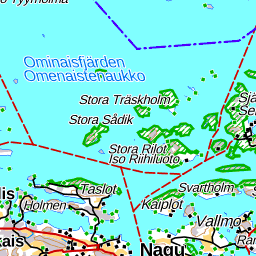 Ominaisfjärden
Omenaistenaukko
Stora Träskholm
Stora Sådik
Stora Rilot
Iso Riihiluoto
Taslot
Svartholm
Holmen
Kaiplot
Vallmo
Nagu